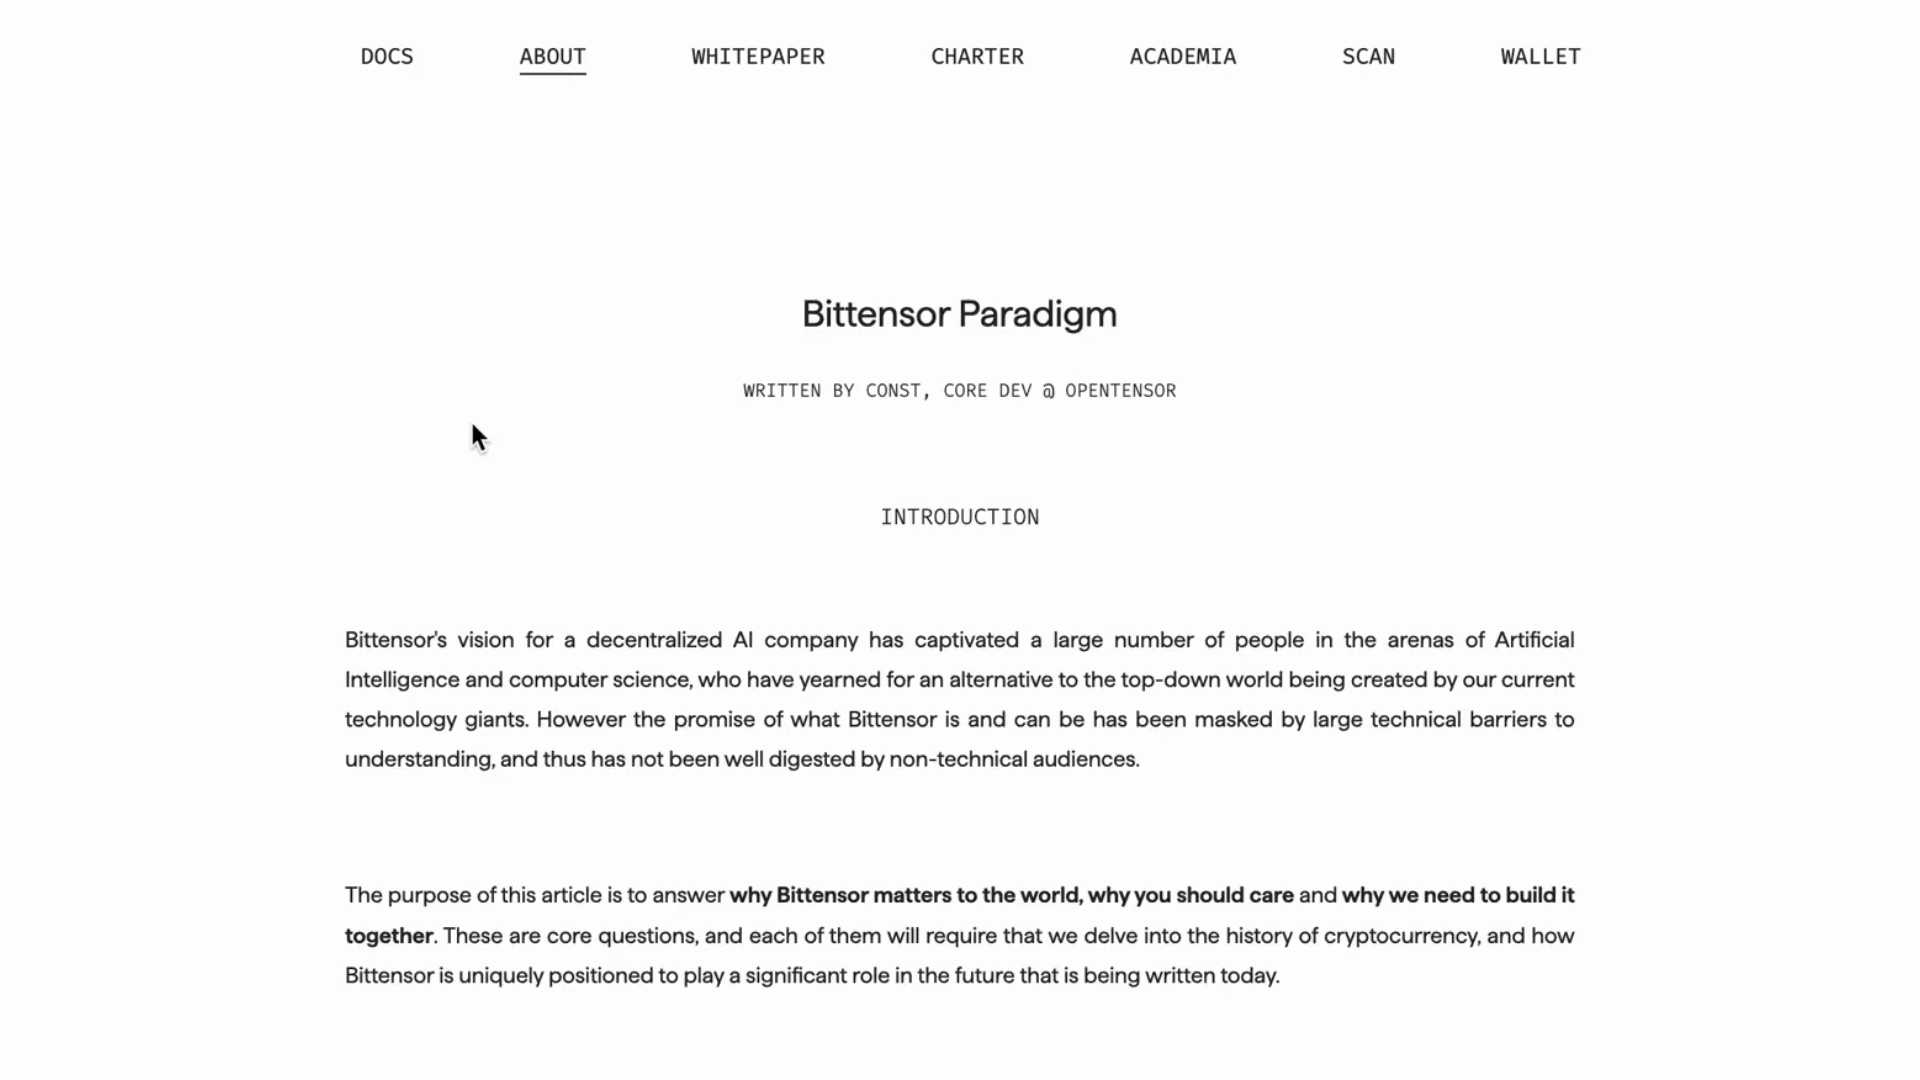 DOCS ABOUT WHITEPAPER CHARTER ACADEMIA SCAN WALLET
Bittensor Paradigm
WRITTEN BY CONST, CORE DEV @ OPENTENSOR
INTRODUCTION
Bittensor's vision for a decentralized AI company has captivated a large number of people in the arenas of Artificial
Intelligence and computer science, who have yearned for an alternative to the top-down world being created by our current
technology giants. However the promise of what Bittensor is and can be has been masked by large technical barriers to
understanding, and thus has not been well digested by non-technical audiences.
The purpose of this article is to answer why Bittensor matters to the world, why you should care and why we need to build it
together. These are core questions, and each of them will require that we delve into the history of cryptocurrency, and how
Bittensor is uniquely positioned to play a significant role in the future that is being written today.